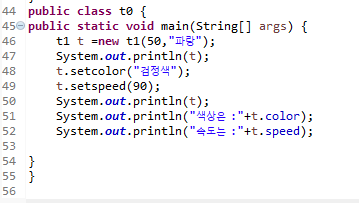 44 public class t0 {
45 public static void main(String[] args) {
46 t1 t =new t1(50,"파랑");
47 System.out.println(t);
48 t.setcolor("검정색");
49 t.setspeed(90);
50 System.out.println(t);
51 System.out.println("색상은 :"+t.color);
52 System.out.println("속도는 :"+t.speed);
53
54 }
55 }
56